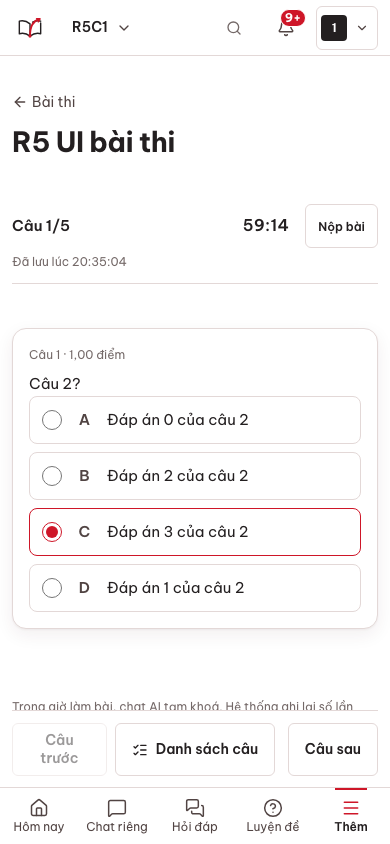 R5C1
9+
1
Bài thi
R5 UI bài thi
Câu 1/5
59:14
Nộp bài
Đã lưu lúc 20:35:04
Câu 1 · 1,00 điểm
Câu 2?
A Đáp án 0 của câu 2
B Đáp án 2 của câu 2
C Đáp án 3 của câu 2
D Đáp án 1 của câu 2
Trong giờ làm bài, chat AI tạm khoá. Hệ thống ghi lại số lần
Câu
trước
Danh sách câu
Câu sau
Hôm nay
Chat riêng
Hỏi đáp
Luyện đề
Thêm